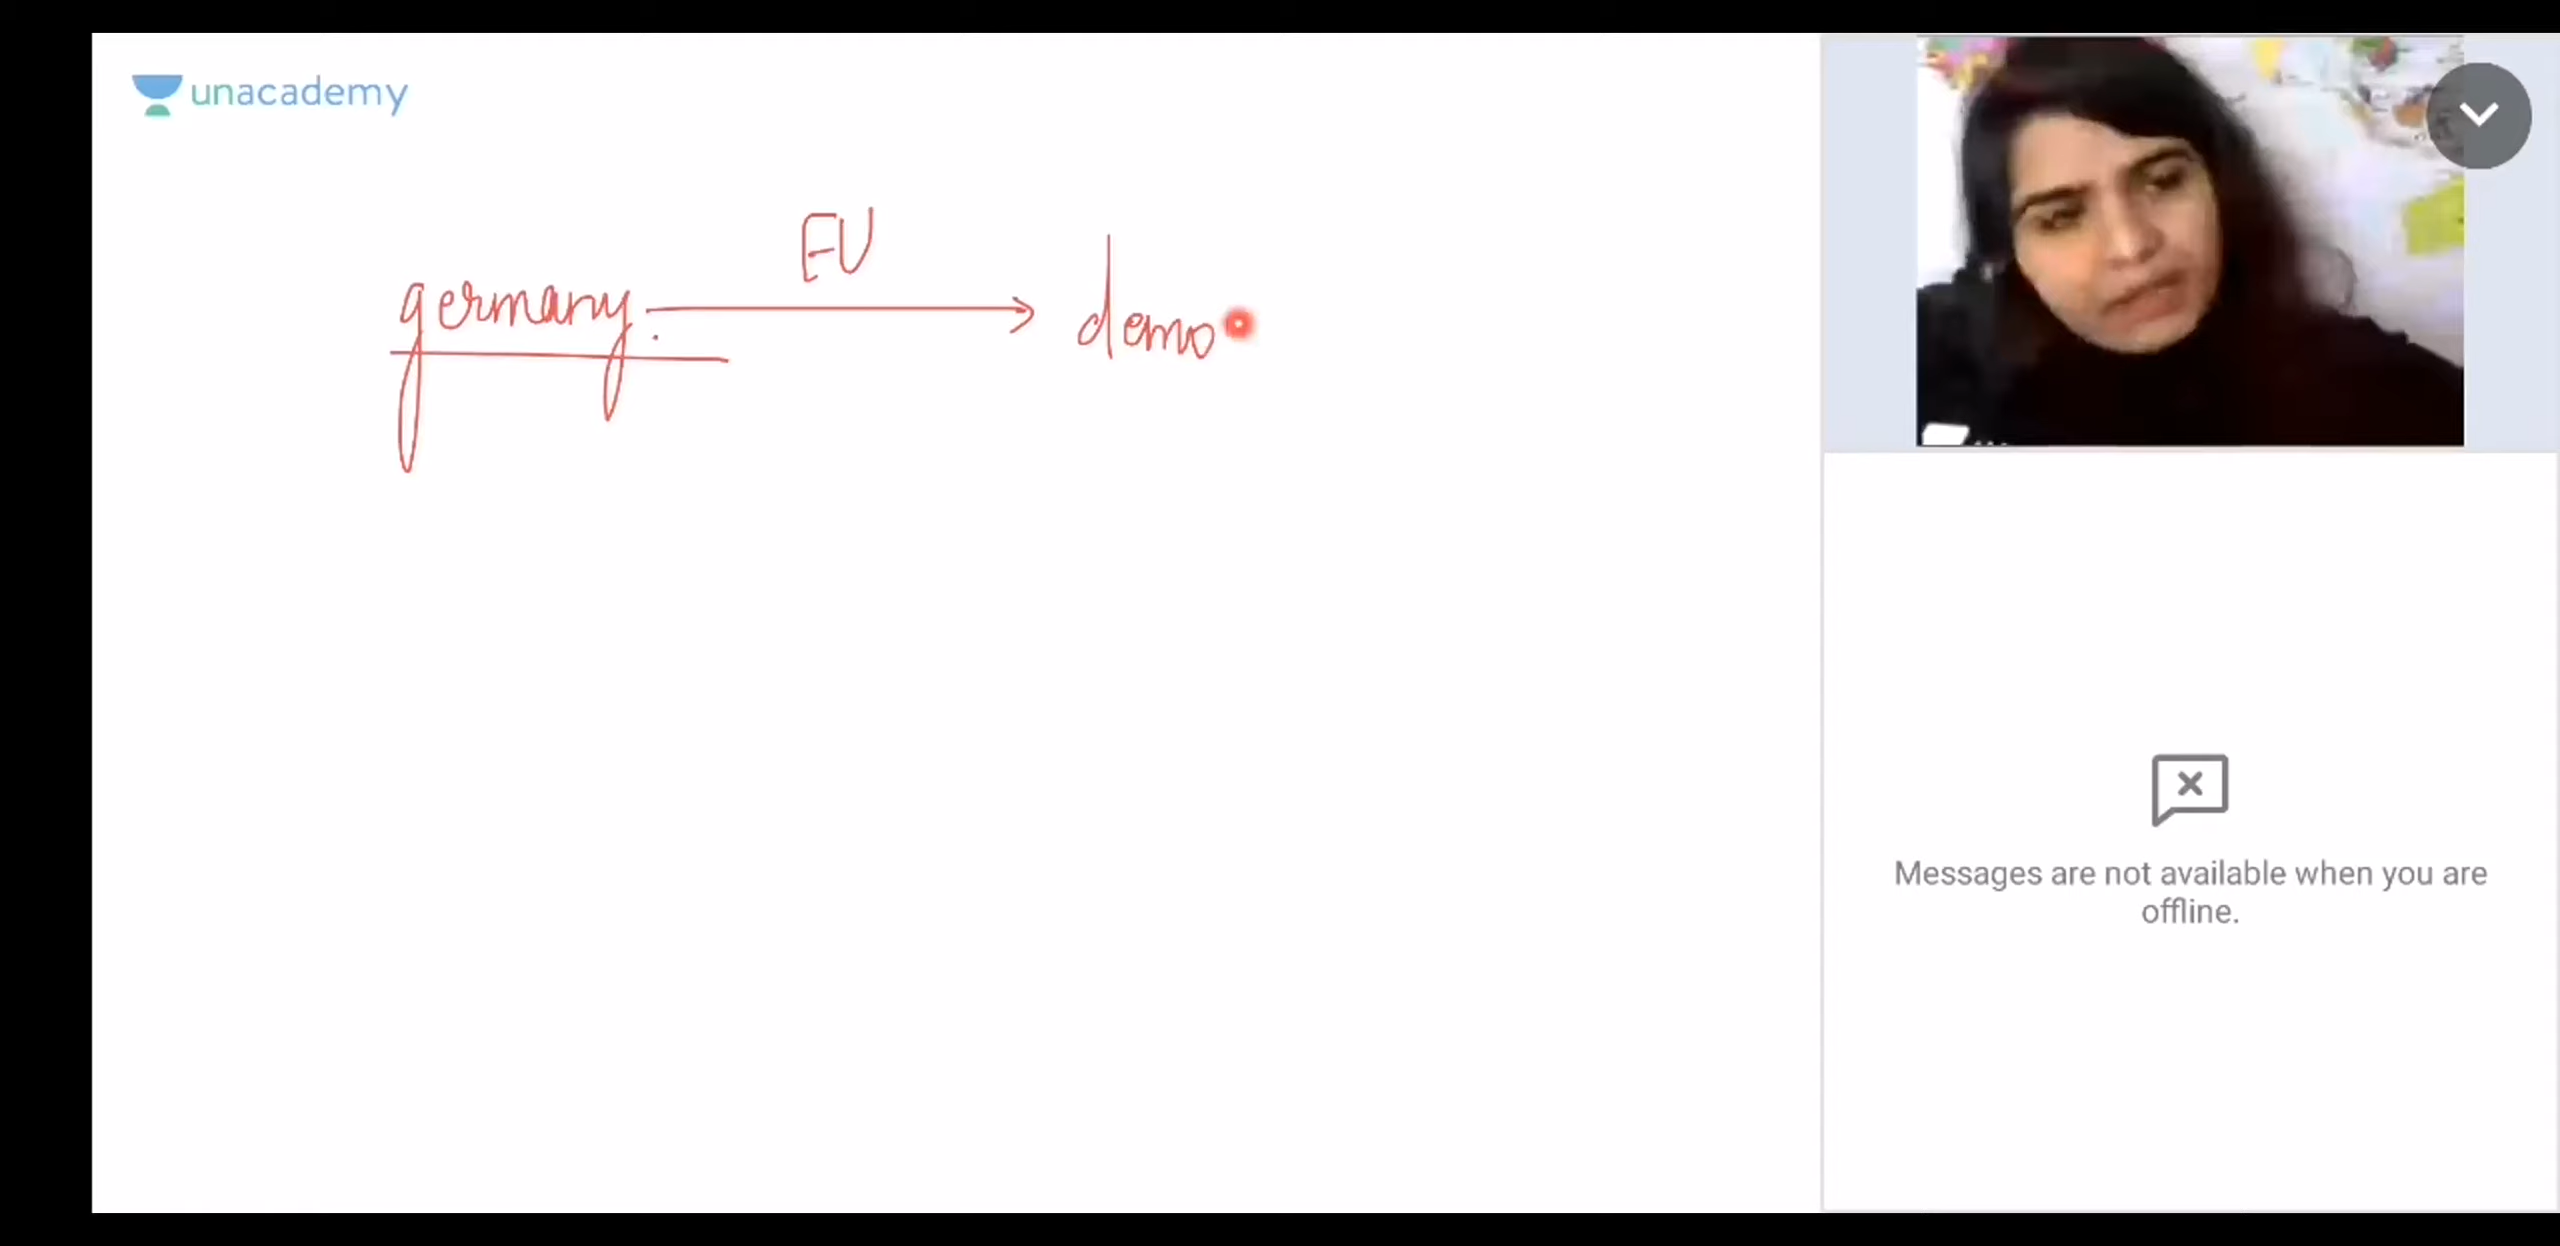 unacademy
EU
germany. → demo
Messages are not available when you are
offline.